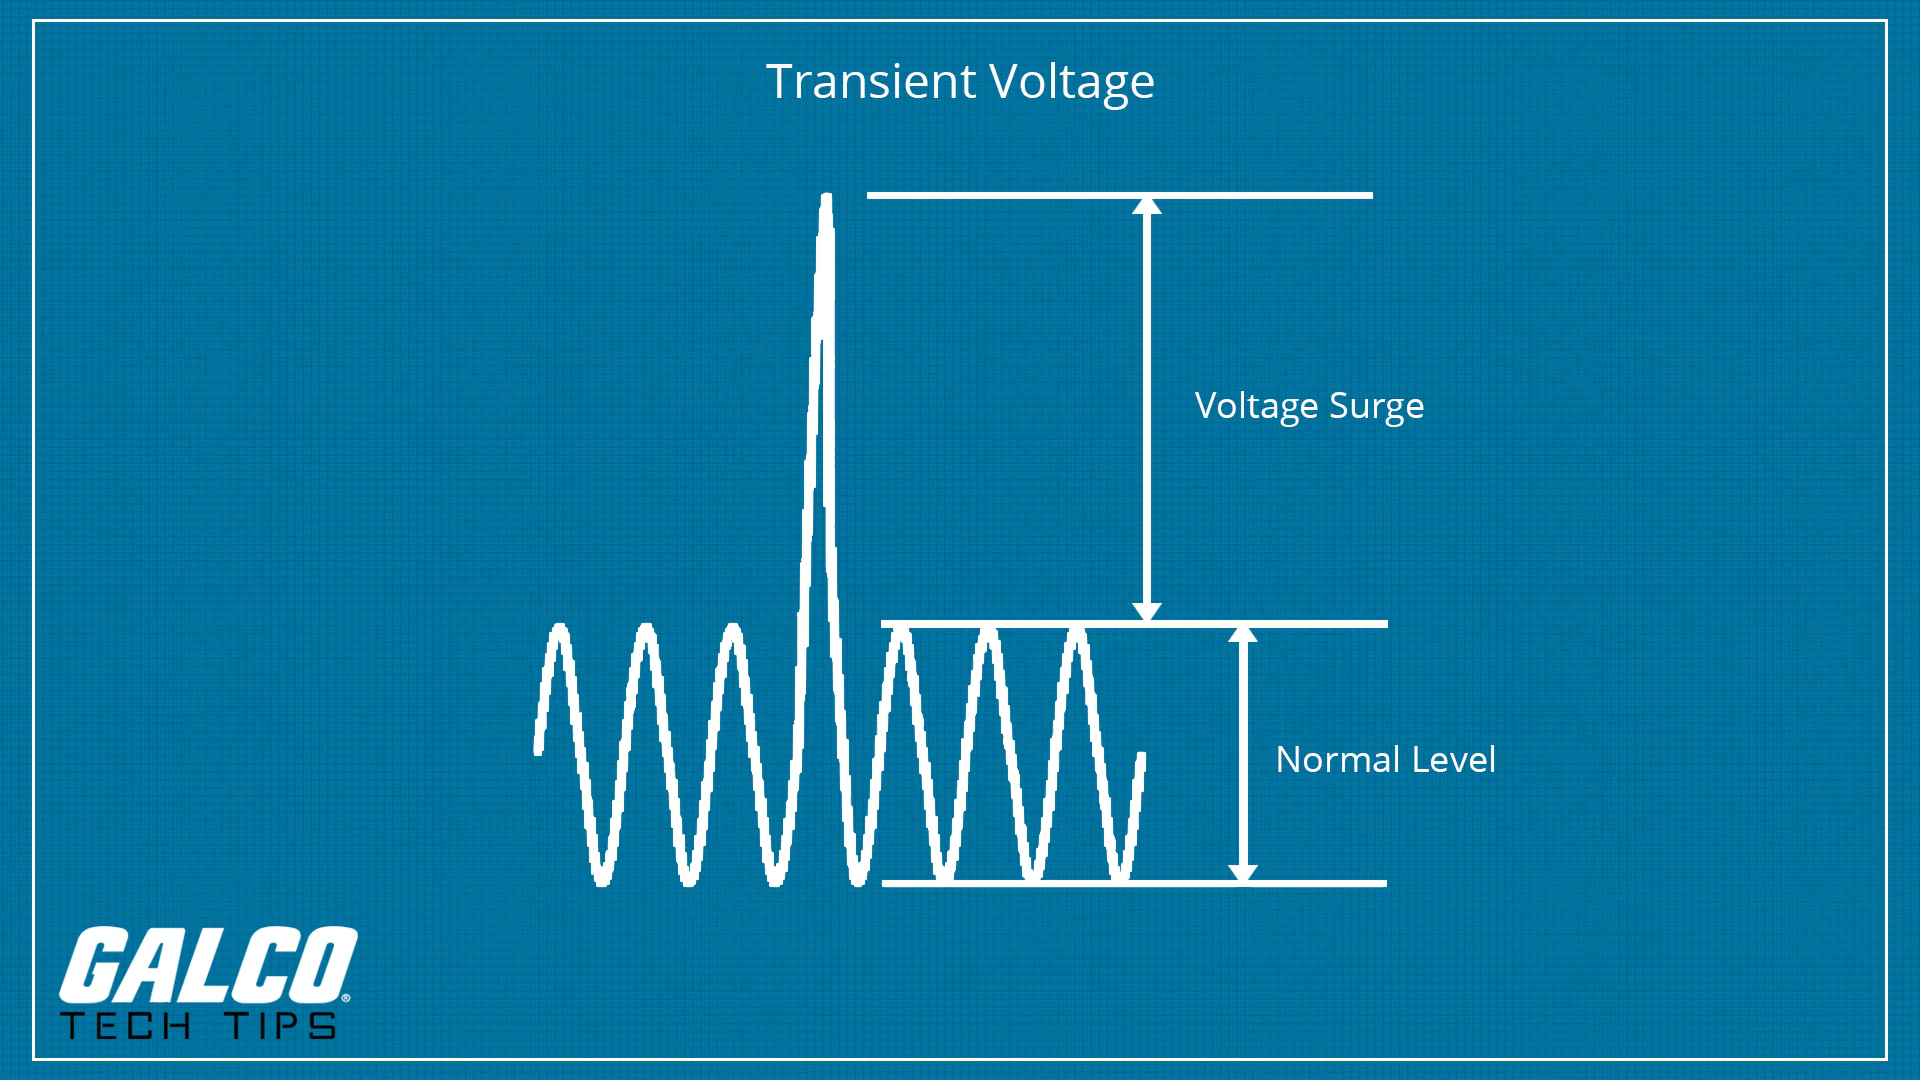 Transient Voltage
Voltage Surge
Normal Level
GALCO®
TECH TIPS